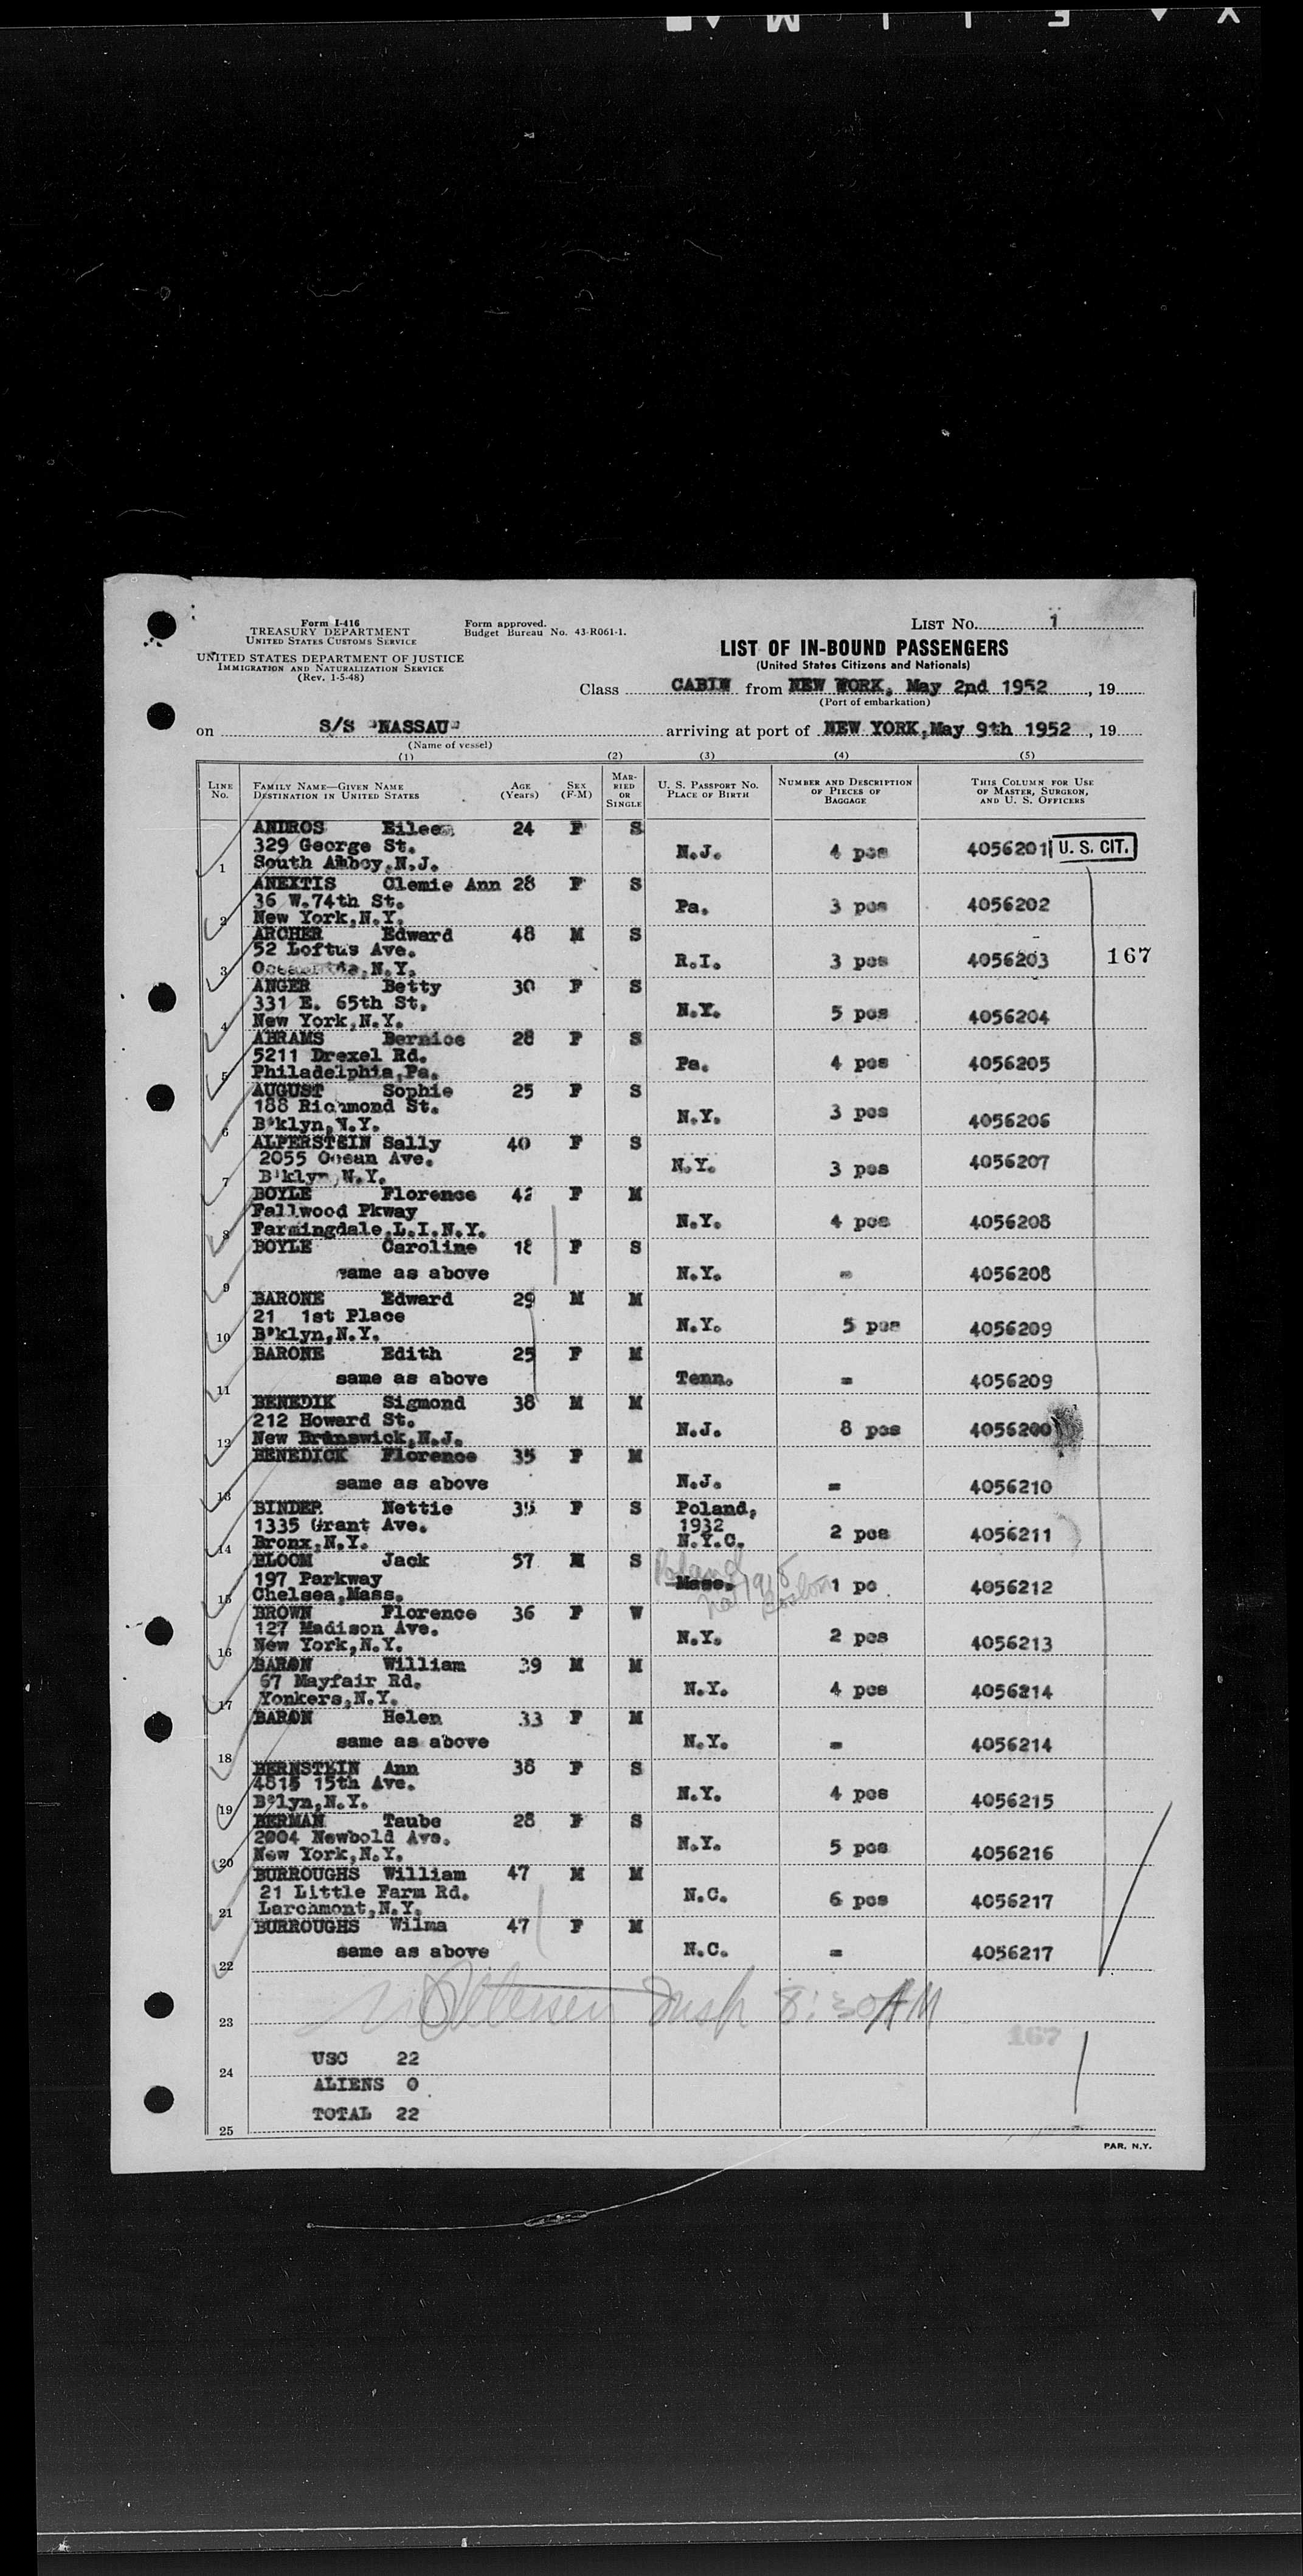 Form I-416
TREASURY DEPARTMENT
UNITED STATES CUSTOMS SERVICE
Form approved.
Budget Bureau No. 43-R061-1.
UNITED STATES DEPARTMENT OF JUSTICE
IMMIGRATION AND NATURALIZATION SERVICE
(Rev. 1-5-48)
LIST No. 1
LIST OF IN-BOUND PASSENGERS
(United States Citizens and Nationals)
Class CABIN from NEW WORK, May 2nd 1952, 19
(Port of embarkation)
on S/S "NASSAU" arriving at port of NEW YORK, May 9th 1952, 19
(Name of vessel)
(1) (2) (3) (4) (5)
LINE No. FAMILY NAME—GIVEN NAME DESTINATION IN UNITED STATES AGE (Years) SEX (F-M) MARRIED OR SINGLE U. S. PASSPORT No. PLACE OF BIRTH NUMBER AND DESCRIPTION OF PIECES OF BAGGAGE THIS COLUMN FOR USE OF MASTER, SURGEON, AND U. S. OFFICERS
ANDROS Eileen 24 F S
329 George St.
1 South Amboy,N.J. N.J. 4 pcs 4056201 U. S. CIT.
ANEXTIS Clemie Ann 28 F S
36 W.74th St.
2 New York,N.Y. Pa. 3 pcs 4056202
ARCHER Edward 48 M S
52 Loftus Ave.
3 N.Y. R.I. 3 pcs 4056203 167
ANGER Betty 30 F S
331 E. 65th St.
4 New York,N.Y. N.Y. 5 pcs 4056204
ABRAMS Bernice 28 F S
5211 Drexel Rd.
5 Philadelphia,Pa. Pa. 4 pcs 4056205
AUGUST Sophie 25 F S
188 Richmond St.
6 B'klyn,N.Y. N.Y. 3 pcs 4056206
ALPERSTEIN Sally 40 F S
2055 Ocean Ave.
7 B'klyn,N.Y. N.Y. 3 pcs 4056207
BOYLE Florence 42 F M
Fallwood Pkway
8 Farmingdale,L.I.N.Y. N.Y. 4 pcs 4056208
BOYLE Caroline 18 F S
9 same as above N.Y. = 4056208
BARONE Edward 29 M M
21 1st Place
10 B'klyn,N.Y. N.Y. 5 pcs 4056209
BARONE Edith 25 F M
11 same as above Tenn. = 4056209
BENEDIK Sigmond 38 M M
212 Howard St.
12 New Brunswick,N.J. N.J. 8 pcs 4056200
BENEDICK Florence 35 F M
13 same as above N.J. = 4056210
BINDER Nettie 35 F S Poland,
1335 Grant Ave. 1932
14 Bronx,N.Y. N.Y.C. 2 pcs 4056211
BLOOM Jack 57 M S Poland
197 Parkway Mass. 1 pc 4056212
15 Chelsea,Mass. Nat 1918 Boston
BROWN Florence 36 F W
127 Madison Ave.
16 New York,N.Y. N.Y. 2 pcs 4056213
BARON William 39 M M
67 Mayfair Rd.
17 Yonkers,N.Y. N.Y. 4 pcs 4056214
BARON Helen 33 F M
18 same as above N.Y. = 4056214
BERNSTEIN Ann 38 F S
4815 15th Ave.
19 B'lyn,N.Y. N.Y. 4 pcs 4056215
BERMAN Taube 28 F S
2004 Newbold Ave.
20 New York,N.Y. N.Y. 5 pcs 4056216
BURROUGHS William 47 M M
21 Little Farm Rd.
21 Larchmont,N.Y. N.C. 6 pcs 4056217
BURROUGHS Wilma 47 F M
22 same as above N.C. = 4056217
23 Insp 8:30 AM
167
USC 22
24
ALIENS 0
TOTAL 22
25
PAR. N.Y.